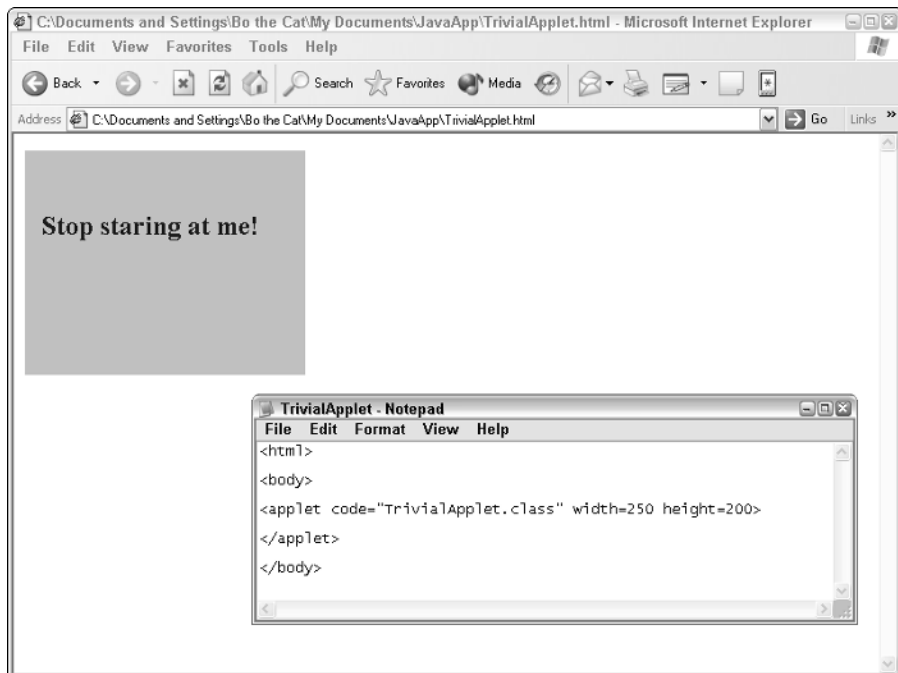 C:\Documents and Settings\Bo the Cat\My Documents\JavaApp\TrivialApplet.html - Microsoft Internet Explorer
File Edit View Favorites Tools Help
Back Search Favorites Media
Address C:\Documents and Settings\Bo the Cat\My Documents\JavaApp\TrivialApplet.html Go Links »
Stop staring at me!
TrivialApplet - Notepad
File Edit Format View Help
<html>
<body>
<applet code="TrivialApplet.class" width=250 height=200>
</applet>
</body>